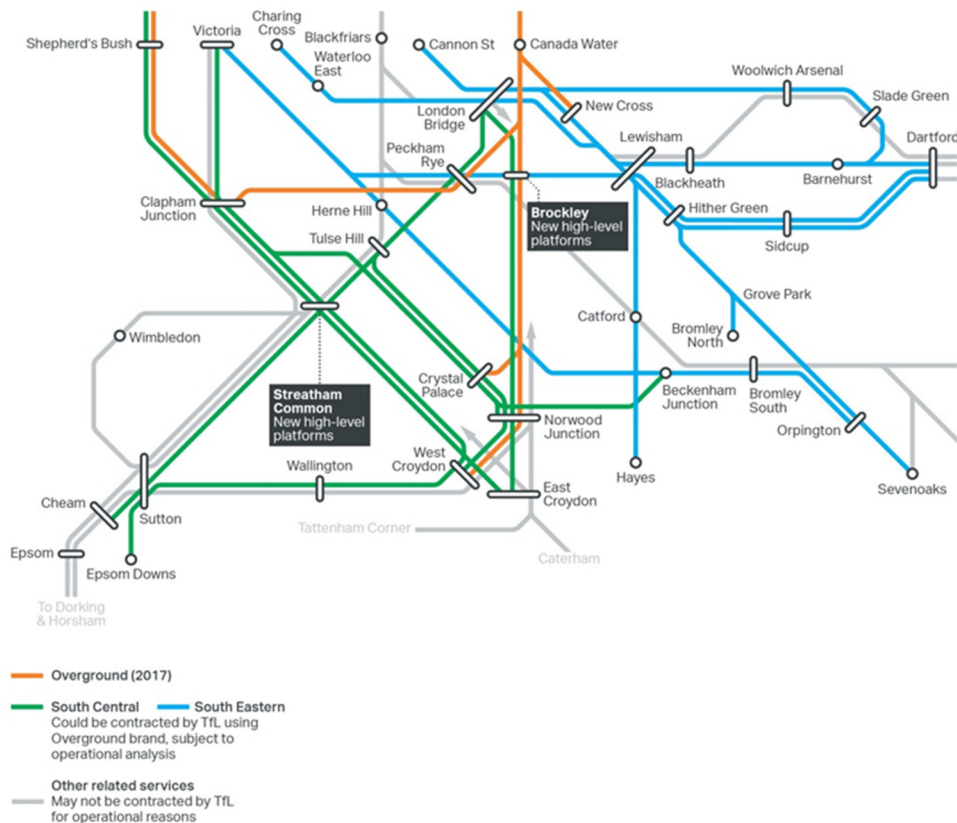 Charing
Cross
Victoria
Blackfriars
Shepherd's Bush
Cannon St
Canada Water
Waterloo
East
Woolwich Arsenal
Slade Green
London
Bridge
New Cross
Lewisham
Dartford
Peckham
Rye
Blackheath
Barnehurst
Clapham
Junction
Herne Hill
Brockley
New high-level
platforms
Hither Green
Sidcup
Tulse Hill
Grove Park
Catford
Bromley
North
Wimbledon
Crystal
Palace
Beckenham
Junction
Bromley
South
Streatham
Common
New high-level
platforms
Norwood
Junction
Orpington
West
Croydon
Wallington
Hayes
Sevenoaks
East
Croydon
Cheam
Sutton
Tattenham Corner
Caterham
Epsom
Epsom Downs
To Dorking
& Horsham
Overground (2017)
South Central
South Eastern
Could be contracted by TfL using
Overground brand, subject to
operational analysis
Other related services
May not be contracted by TfL
for operational reasons